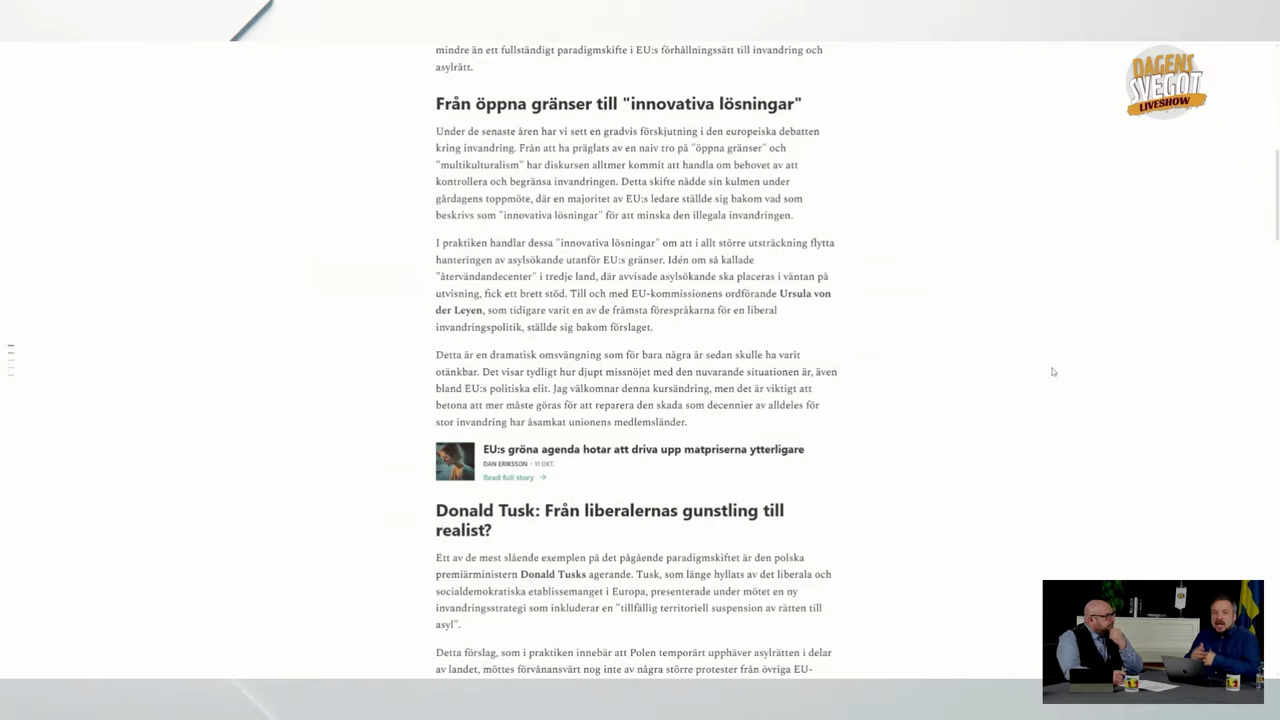 mindre än ett fullständigt paradigmskifte i EU:s förhållningssätt till invandring och
asylrätt.
DAGENS
SVEGOT
LIVESHOW
Från öppna gränser till "innovativa lösningar"
Under de senaste åren har vi sett en gradvis förskjutning i den europeiska debatten
kring invandring. Från att ha präglats av en naiv tro på "öppna gränser" och
"multikulturalism" har diskursen alltmer kommit att handla om behovet av att
kontrollera och begränsa invandringen. Detta skifte nådde sin kulmen under
gårdagens toppmöte, där en majoritet av EU:s ledare ställde sig bakom vad som
beskrivs som "innovativa lösningar" för att minska den illegala invandringen.
I praktiken handlar dessa "innovativa lösningar" om att i allt större utsträckning flytta
hanteringen av asylsökande utanför EU:s gränser. Idén om så kallade
"återvändandecenter" i tredje land, där avvisade asylsökande ska placeras i väntan på
utvisning, fick ett brett stöd. Till och med EU-kommissionens ordförande Ursula von
der Leyen, som tidigare varit en av de främsta förespråkarna för en liberal
invandringspolitik, ställde sig bakom förslaget.
Detta är en dramatisk omsvängning som för bara några år sedan skulle ha varit
otänkbar. Det visar tydligt hur djupt missnöjet med den nuvarande situationen är, även
bland EU:s politiska elit. Jag välkomnar denna kursändring, men det är viktigt att
betona att mer måste göras för att reparera den skada som decennier av alldeles för
stor invandring har åsamkat unionens medlemsländer.
EU:s gröna agenda hotar att driva upp matpriserna ytterligare
DAN ERIKSSON • 11 OKT.
Read full story →
Donald Tusk: Från liberalernas gunstling till
realist?
Ett av de mest slående exemplen på det pågående paradigmskiftet är den polska
premiärministern Donald Tusks agerande. Tusk, som länge hyllats av det liberala och
socialdemokratiska etablissemanget i Europa, presenterade under mötet en ny
invandringsstrategi som inkluderar en "tillfällig territoriell suspension av rätten till
asyl".
Detta förslag, som i praktiken innebär att Polen temporärt upphäver asylrätten i delar
av landet, möttes förvånansvärt nog inte av några större protester från övriga EU-